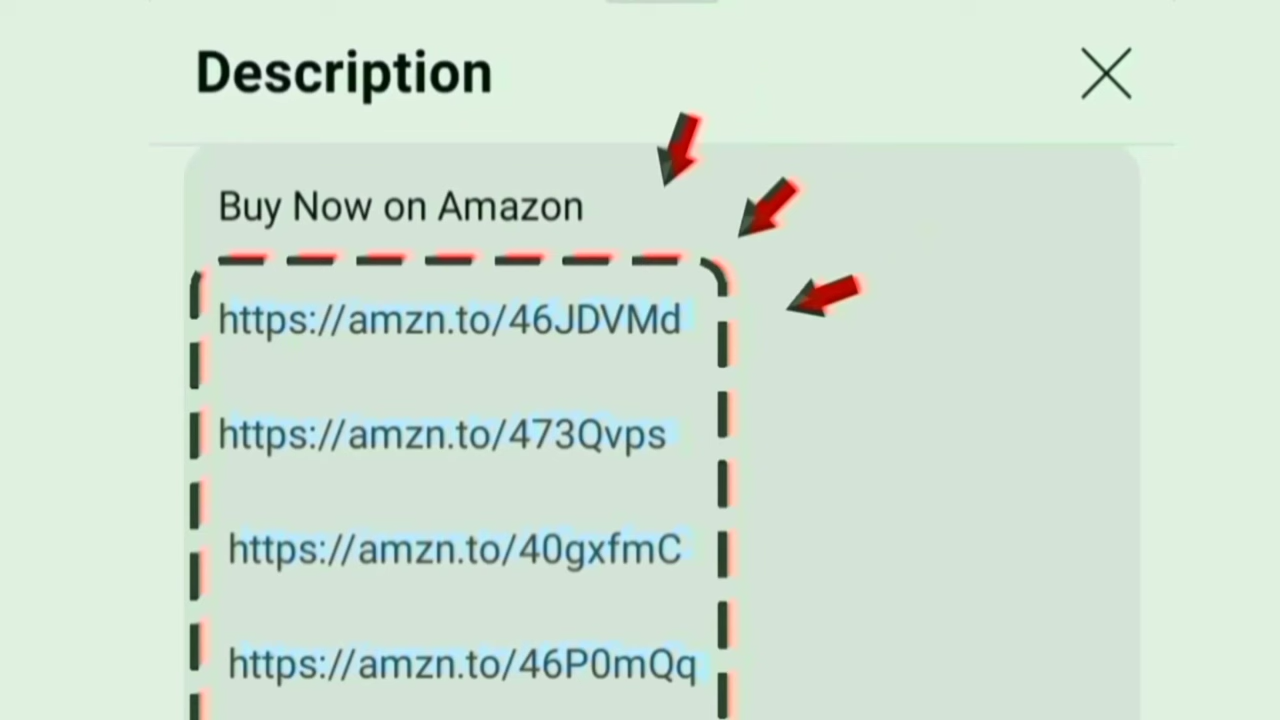 Description
Buy Now on Amazon
https://amzn.to/46JDVMd
https://amzn.to/473Qvps
https://amzn.to/40gxfmC
https://amzn.to/46P0mQq